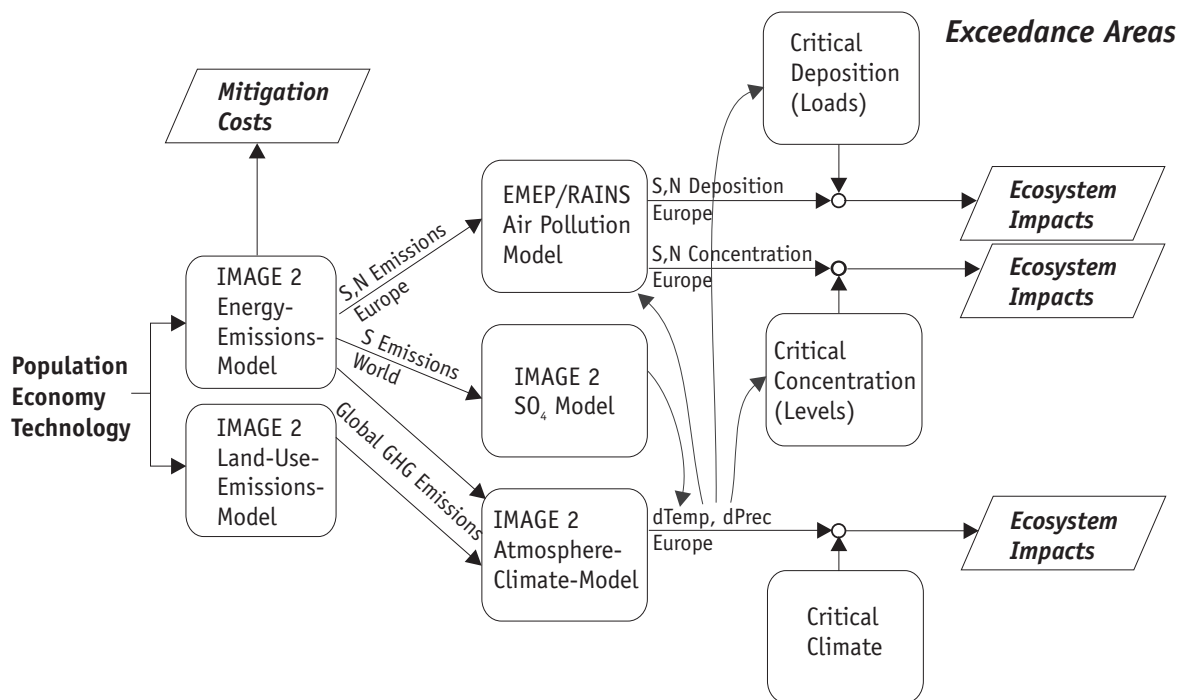 Exceedance Areas
Critical
Deposition
(Loads)
Mitigation
Costs
EMEP/RAINS
Air Pollution
Model
S,N Deposition
Europe
Ecosystem
Impacts
S,N Emissions
Europe
S,N Concentration
Europe
Ecosystem
Impacts
IMAGE 2
Energy-
Emissions-
Model
S Emissions
World
Population
Economy
Technology
IMAGE 2
SO₄ Model
Critical
Concentration
(Levels)
IMAGE 2
Land-Use-
Emissions-
Model
Global GHG Emissions
IMAGE 2
Atmosphere-
Climate-Model
dTemp, dPrec
Europe
Ecosystem
Impacts
Critical
Climate